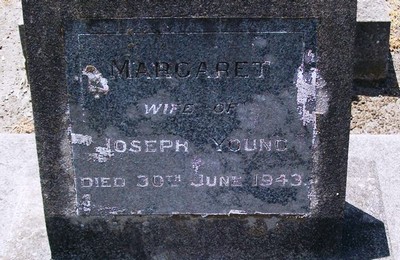 MARGARET
WIFE OF
JOSEPH YOUNG
DIED 30TH JUNE 1943.